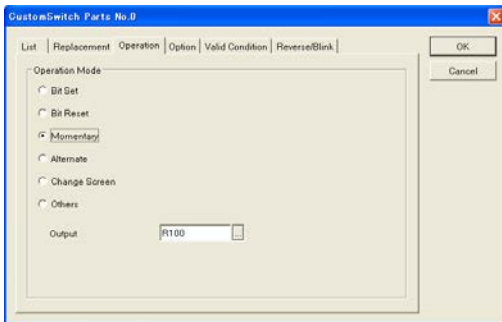 CustomSwitch Parts No.0
List Replacement Operation Option Valid Condition Reverse/Blink
OK
Cancel
Operation Mode
Bit Set
Bit Reset
Momentary
Alternate
Change Screen
Others
Output R100 ...